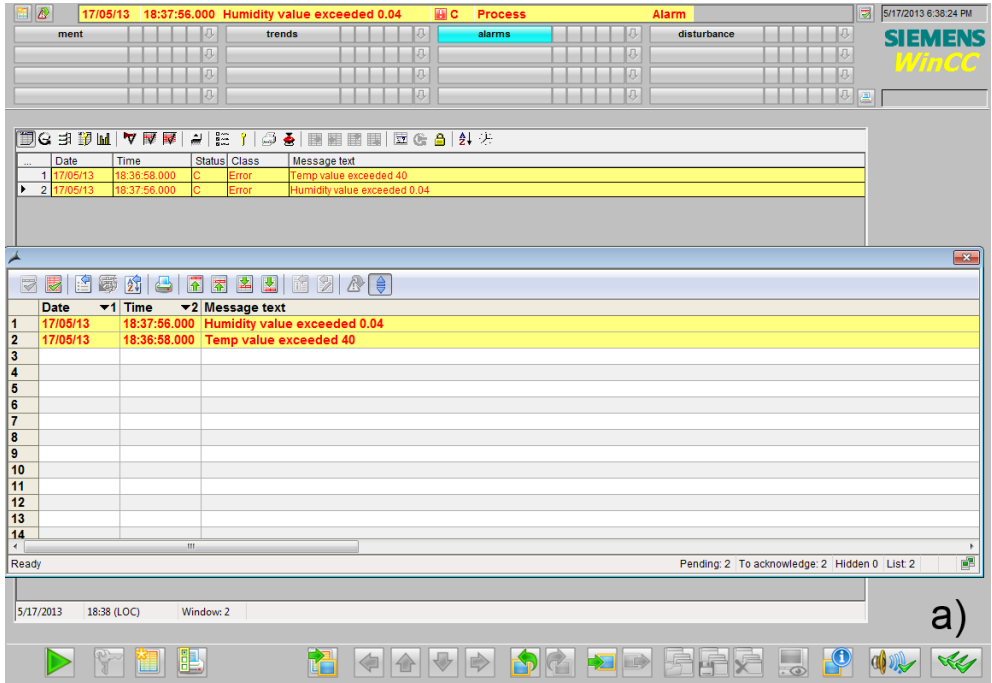 17/05/13 18:37:56.000 Humidity value exceeded 0.04 C Process Alarm 5/17/2013 6:38:24 PM
ment trends alarms disturbance
SIEMENS
WinCC
... Date Time Status Class Message text
1 17/05/13 18:36:58.000 C Error Temp value exceeded 40
2 17/05/13 18:37:56.000 C Error Humidity value exceeded 0.04
Date 1 Time 2 Message text
1 17/05/13 18:37:56.000 Humidity value exceeded 0.04
2 17/05/13 18:36:58.000 Temp value exceeded 40
3
4
5
6
7
8
9
10
11
12
13
14
Ready Pending: 2 To acknowledge: 2 Hidden 0 List: 2
5/17/2013 18:38 (LOC) Window: 2
a)